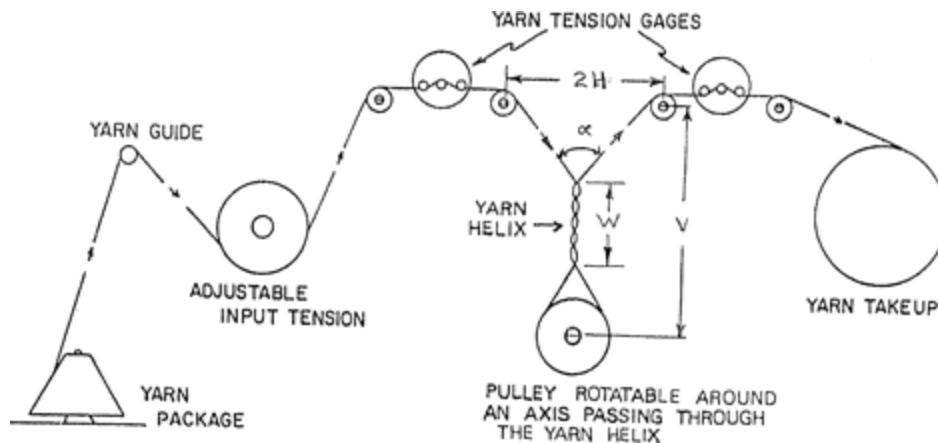 YARN TENSION GAGES
2H
YARN GUIDE
α
YARN
HELIX
W
V
ADJUSTABLE
INPUT TENSION
YARN TAKEUP
YARN
PACKAGE
PULLEY ROTATABLE AROUND
AN AXIS PASSING THROUGH
THE YARN HELIX